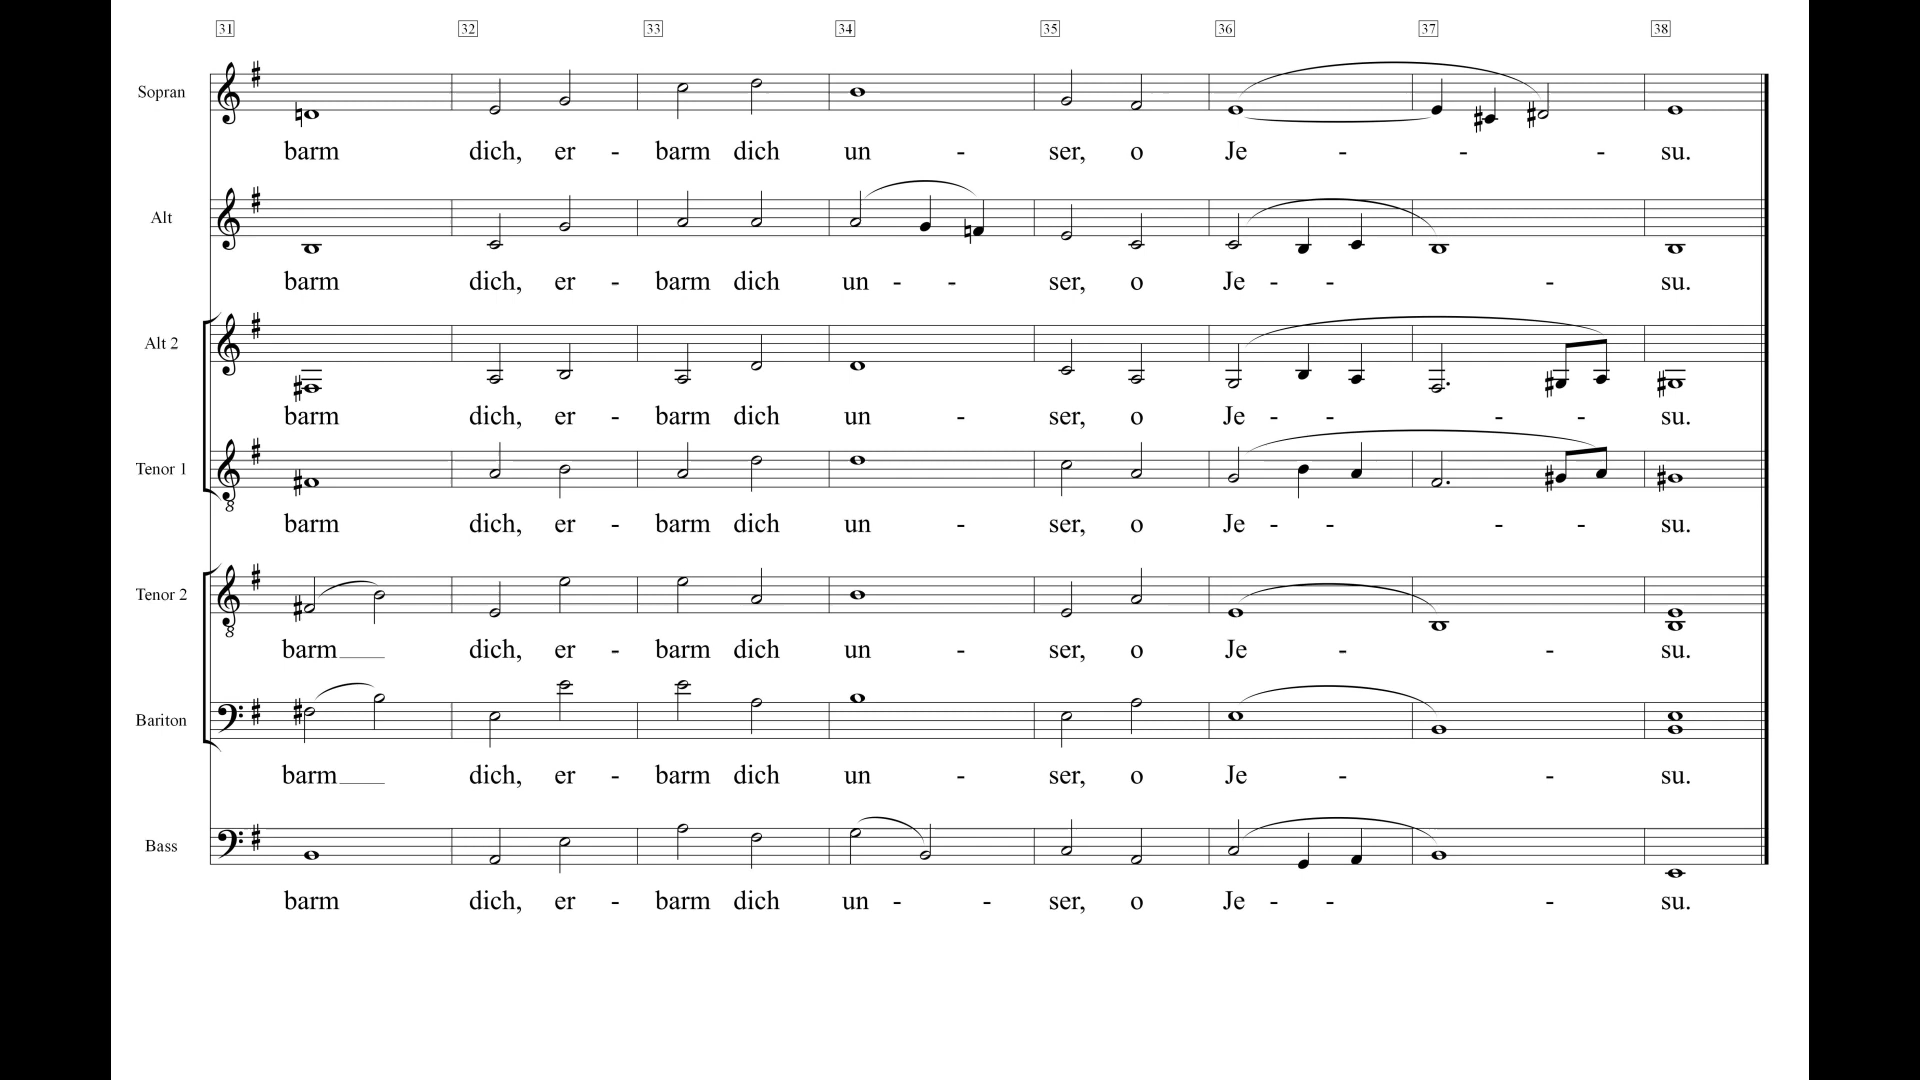 31 32 33 34 35 36 37 38
Sopran
barm dich, er - barm dich un - ser, o Je - - - su.
Alt
barm dich, er - barm dich un - - ser, o Je - - - su.
Alt 2
barm dich, er - barm dich un - ser, o Je - - - - su.
Tenor 1
8
barm dich, er - barm dich un - ser, o Je - - - - su.
Tenor 2
8
barm___ dich, er - barm dich un - ser, o Je - - su.
Bariton
barm___ dich, er - barm dich un - ser, o Je - - su.
Bass
barm dich, er - barm dich un - - ser, o Je - - - su.